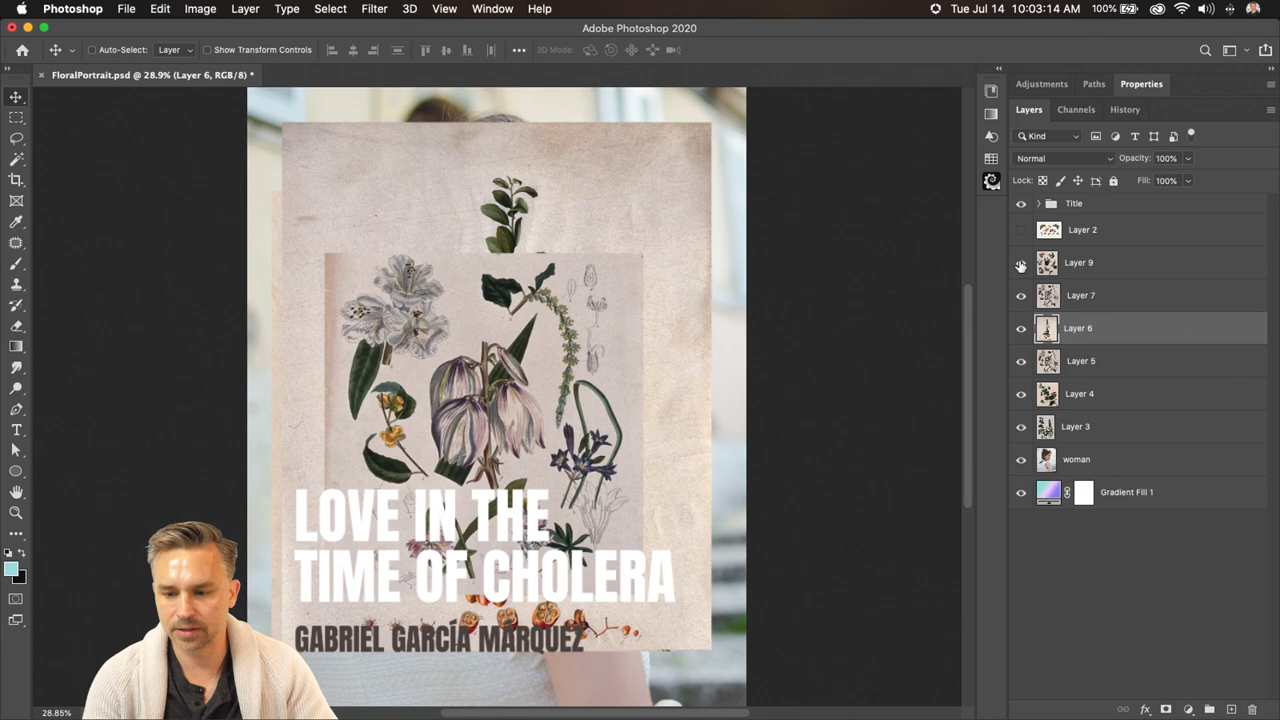 Photoshop File Edit Image Layer Type Select Filter 3D View Window Help 100% Tue Jul 14 10:03:14 AM
Adobe Photoshop 2020
Auto-Select: Layer Show Transform Controls 3D Mode:
FloralPortrait.psd @ 28.9% (Layer 6, RGB/8) *
Adjustments Paths Properties
Layers Channels History
Kind
Normal Opacity: 100%
Lock: Fill: 100%
Title
Layer 2
Layer 9
Layer 7
Layer 6
Layer 5
Layer 4
Layer 3
woman
Gradient Fill 1
LOVE IN THE
TIME OF CHOLERA
GABRIEL GARCÍA MÁRQUEZ
28.85%